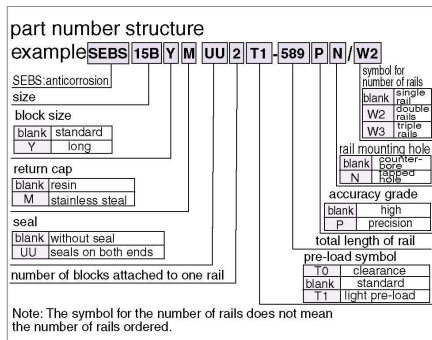 part number structure
example SEBS 15B Y M UU 2 T1 - 589 P N / W2
SEBS:anticorrosion
size
block size
blank standard
Y long
return cap
blank resin
M stainless steal
seal
blank without seal
UU seals on both ends
number of blocks attached to one rail
symbol for
number of rails
blank single rail
W2 double rails
W3 triple rails
rail mounting hole
blank counter-bore
N tapped hole
accuracy grade
blank high
P precision
total length of rail
pre-load symbol
T0 clearance
blank standard
T1 light pre-load
Note: The symbol for the number of rails does not mean
the number of rails ordered.